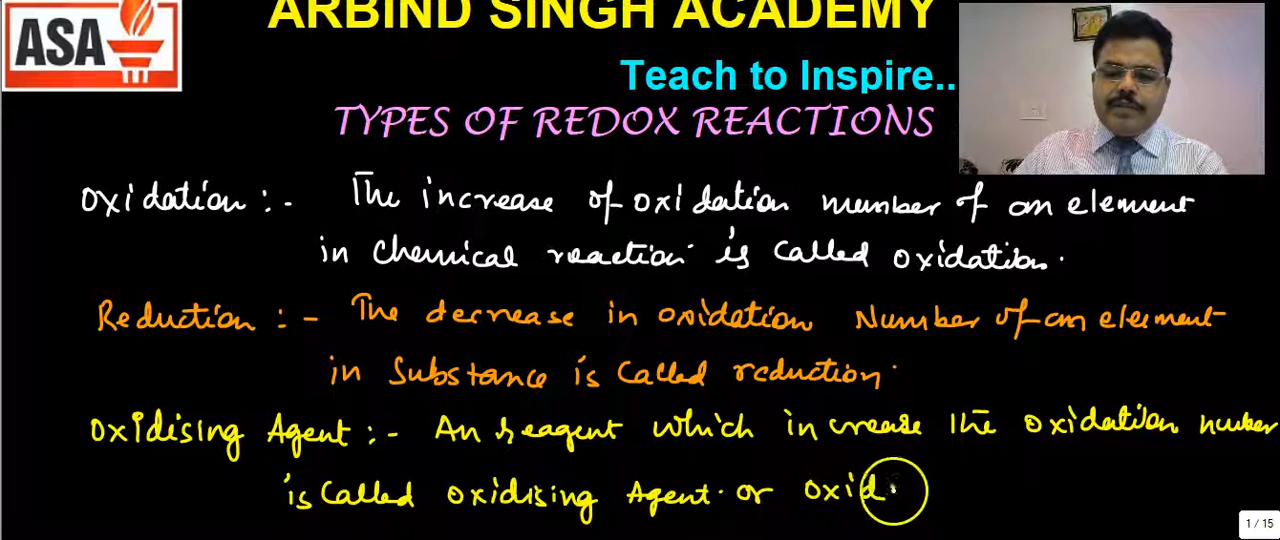 ARBIND SINGH ACADEMY
ASA
Teach to Inspire..
TYPES OF REDOX REACTIONS
Oxidation :- The increase of oxidation number of an element
in chemical reaction is called oxidation.
Reduction :- The decrease in oxidation Number of an element
in Substance is called reduction.
Oxidising Agent :- An reagent which increase the oxidation number
is called oxidising Agent. or oxid
1 / 15